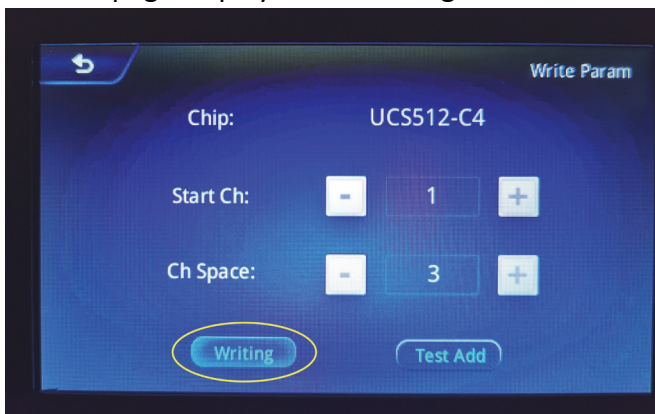 Write Param
Chip: UCS512-C4
Start Ch: - 1 +
Ch Space: - 3 +
Writing Test Add